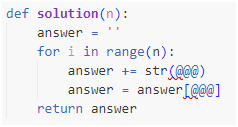 def solution(n):
    answer = ''
    for i in range(n):
        answer += str(@@@)
        answer = answer[@@@]
    return answer